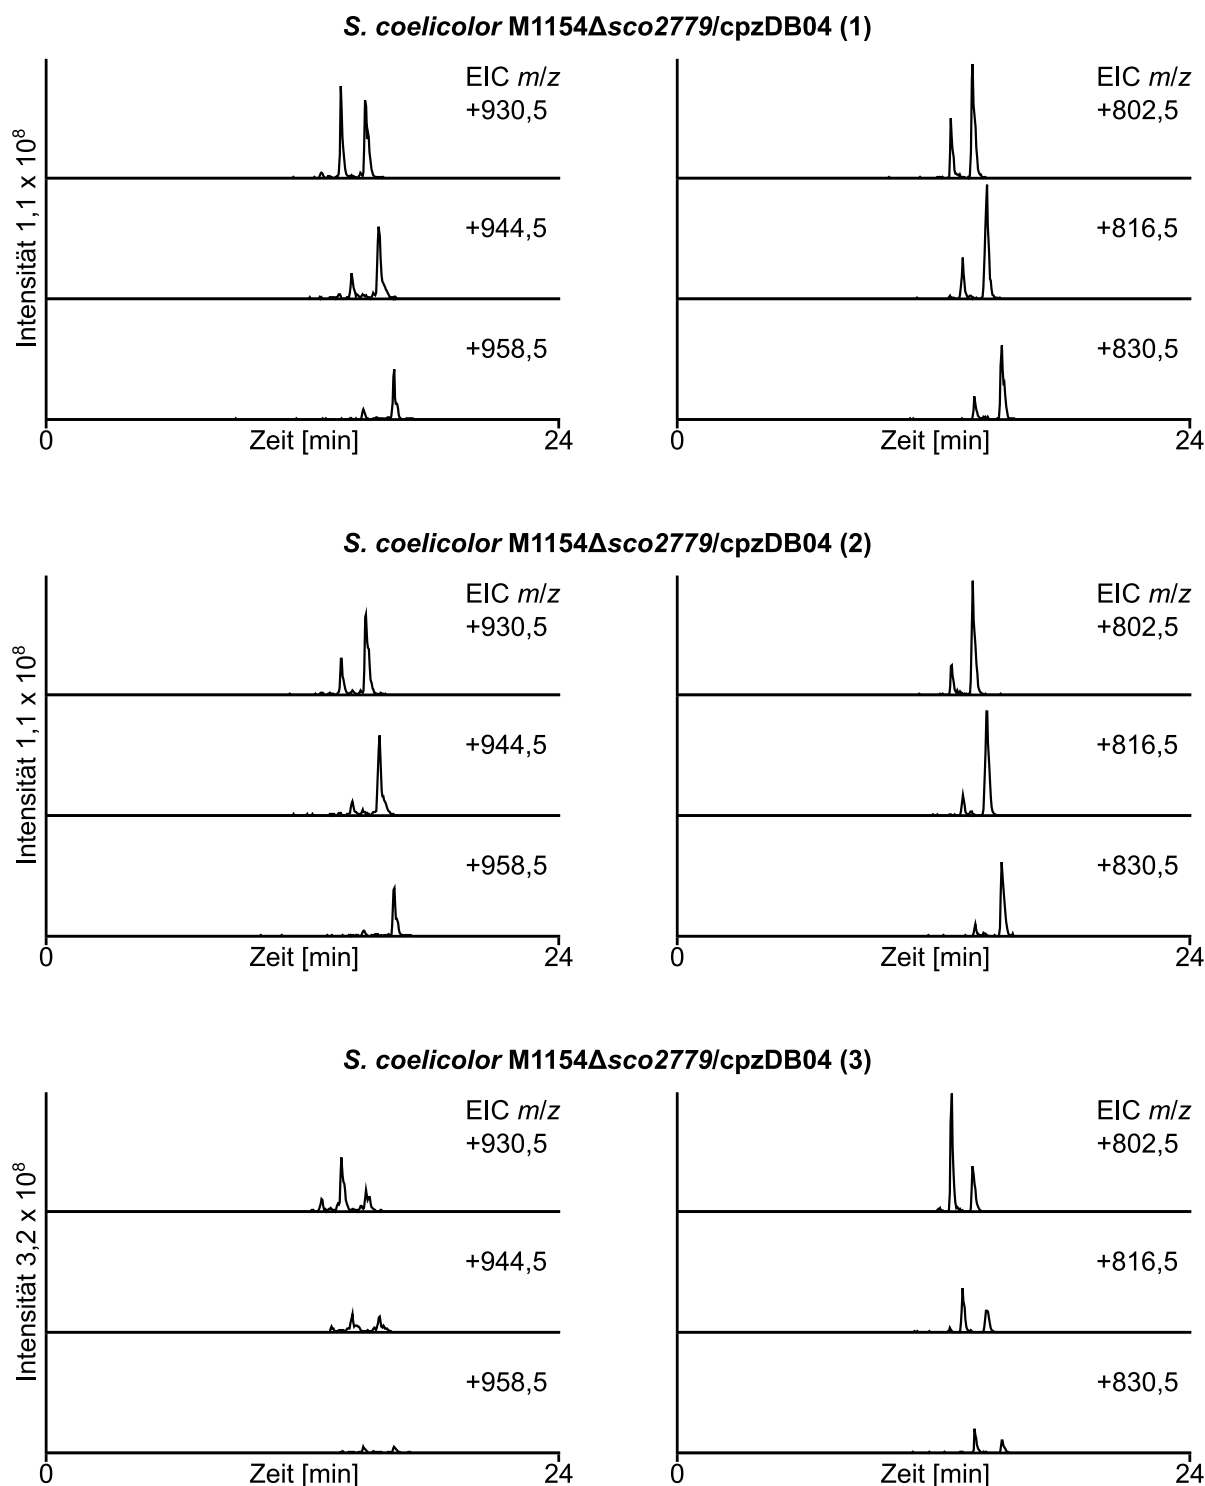 S. coelicolor M1154Δsco2779/cpzDB04 (1)
Intensität 1,1 x 10⁸
EIC m/z
+930,5
+944,5
+958,5
0
Zeit [min]
24
EIC m/z
+802,5
+816,5
+830,5
0
Zeit [min]
24
S. coelicolor M1154Δsco2779/cpzDB04 (2)
Intensität 1,1 x 10⁸
EIC m/z
+930,5
+944,5
+958,5
0
Zeit [min]
24
EIC m/z
+802,5
+816,5
+830,5
0
Zeit [min]
24
S. coelicolor M1154Δsco2779/cpzDB04 (3)
Intensität 3,2 x 10⁸
EIC m/z
+930,5
+944,5
+958,5
0
Zeit [min]
24
EIC m/z
+802,5
+816,5
+830,5
0
Zeit [min]
24